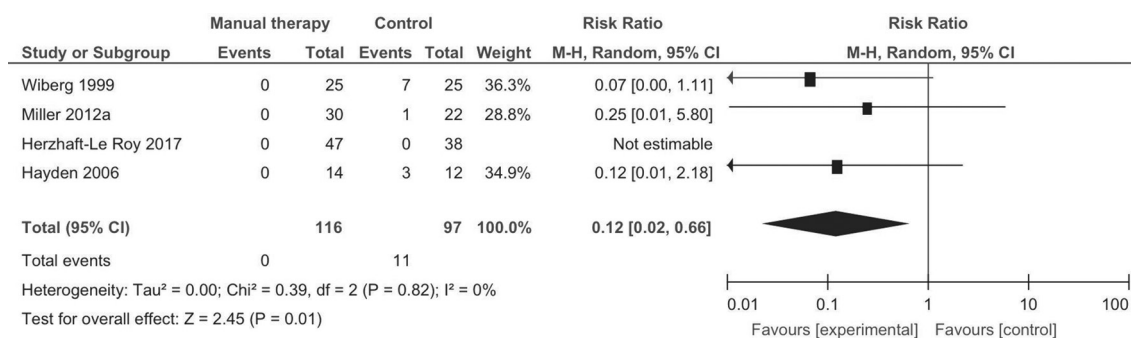 Manual therapy Control Risk Ratio Risk Ratio
Study or Subgroup Events Total Events Total Weight M-H, Random, 95% CI M-H, Random, 95% CI
Wiberg 1999 0 25 7 25 36.3% 0.07 [0.00, 1.11]
Miller 2012a 0 30 1 22 28.8% 0.25 [0.01, 5.80]
Herzhaft-Le Roy 2017 0 47 0 38 Not estimable
Hayden 2006 0 14 3 12 34.9% 0.12 [0.01, 2.18]
Total (95% CI) 116 97 100.0% 0.12 [0.02, 0.66]
Total events 0 11
Heterogeneity: Tau² = 0.00; Chi² = 0.39, df = 2 (P = 0.82); I² = 0%
Test for overall effect: Z = 2.45 (P = 0.01)
0.01 0.1 1 10 100
Favours [experimental] Favours [control]